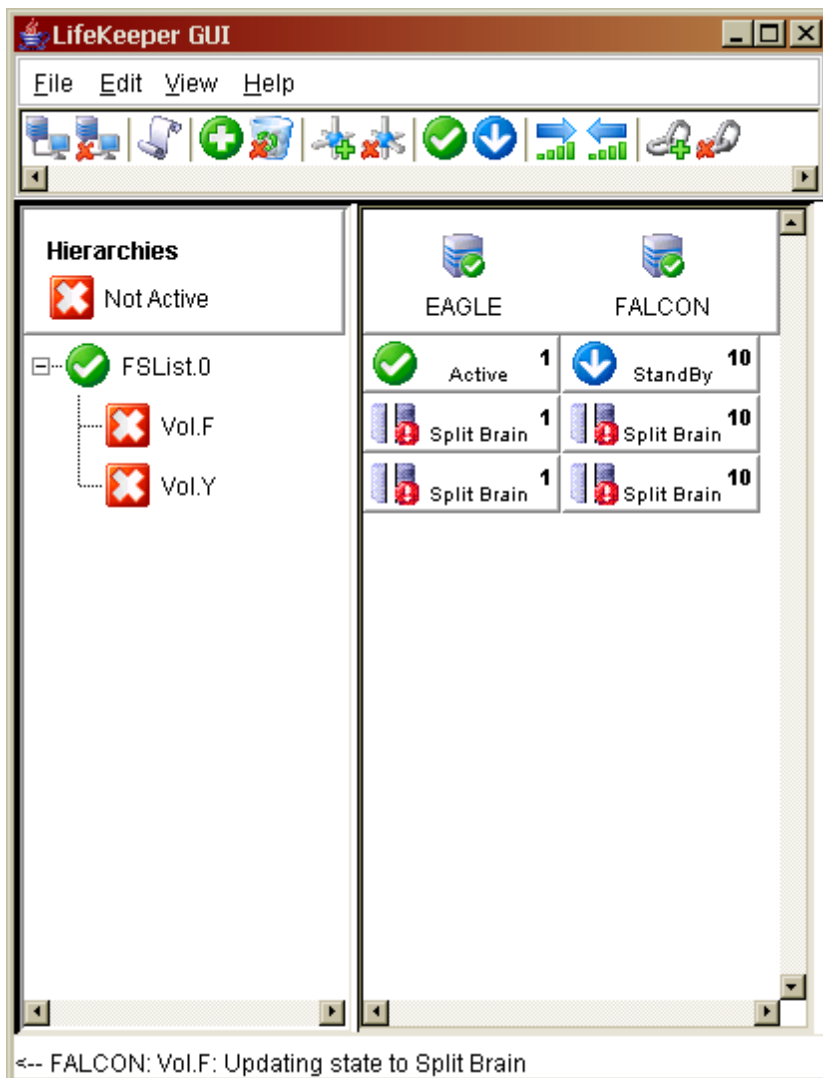 LifeKeeper GUI
File Edit View Help
Hierarchies
Not Active
EAGLE FALCON
FSList.0
Active 1 StandBy 10
Vol.F
Split Brain 1 Split Brain 10
Vol.Y
Split Brain 1 Split Brain 10
<-- FALCON: Vol.F: Updating state to Split Brain